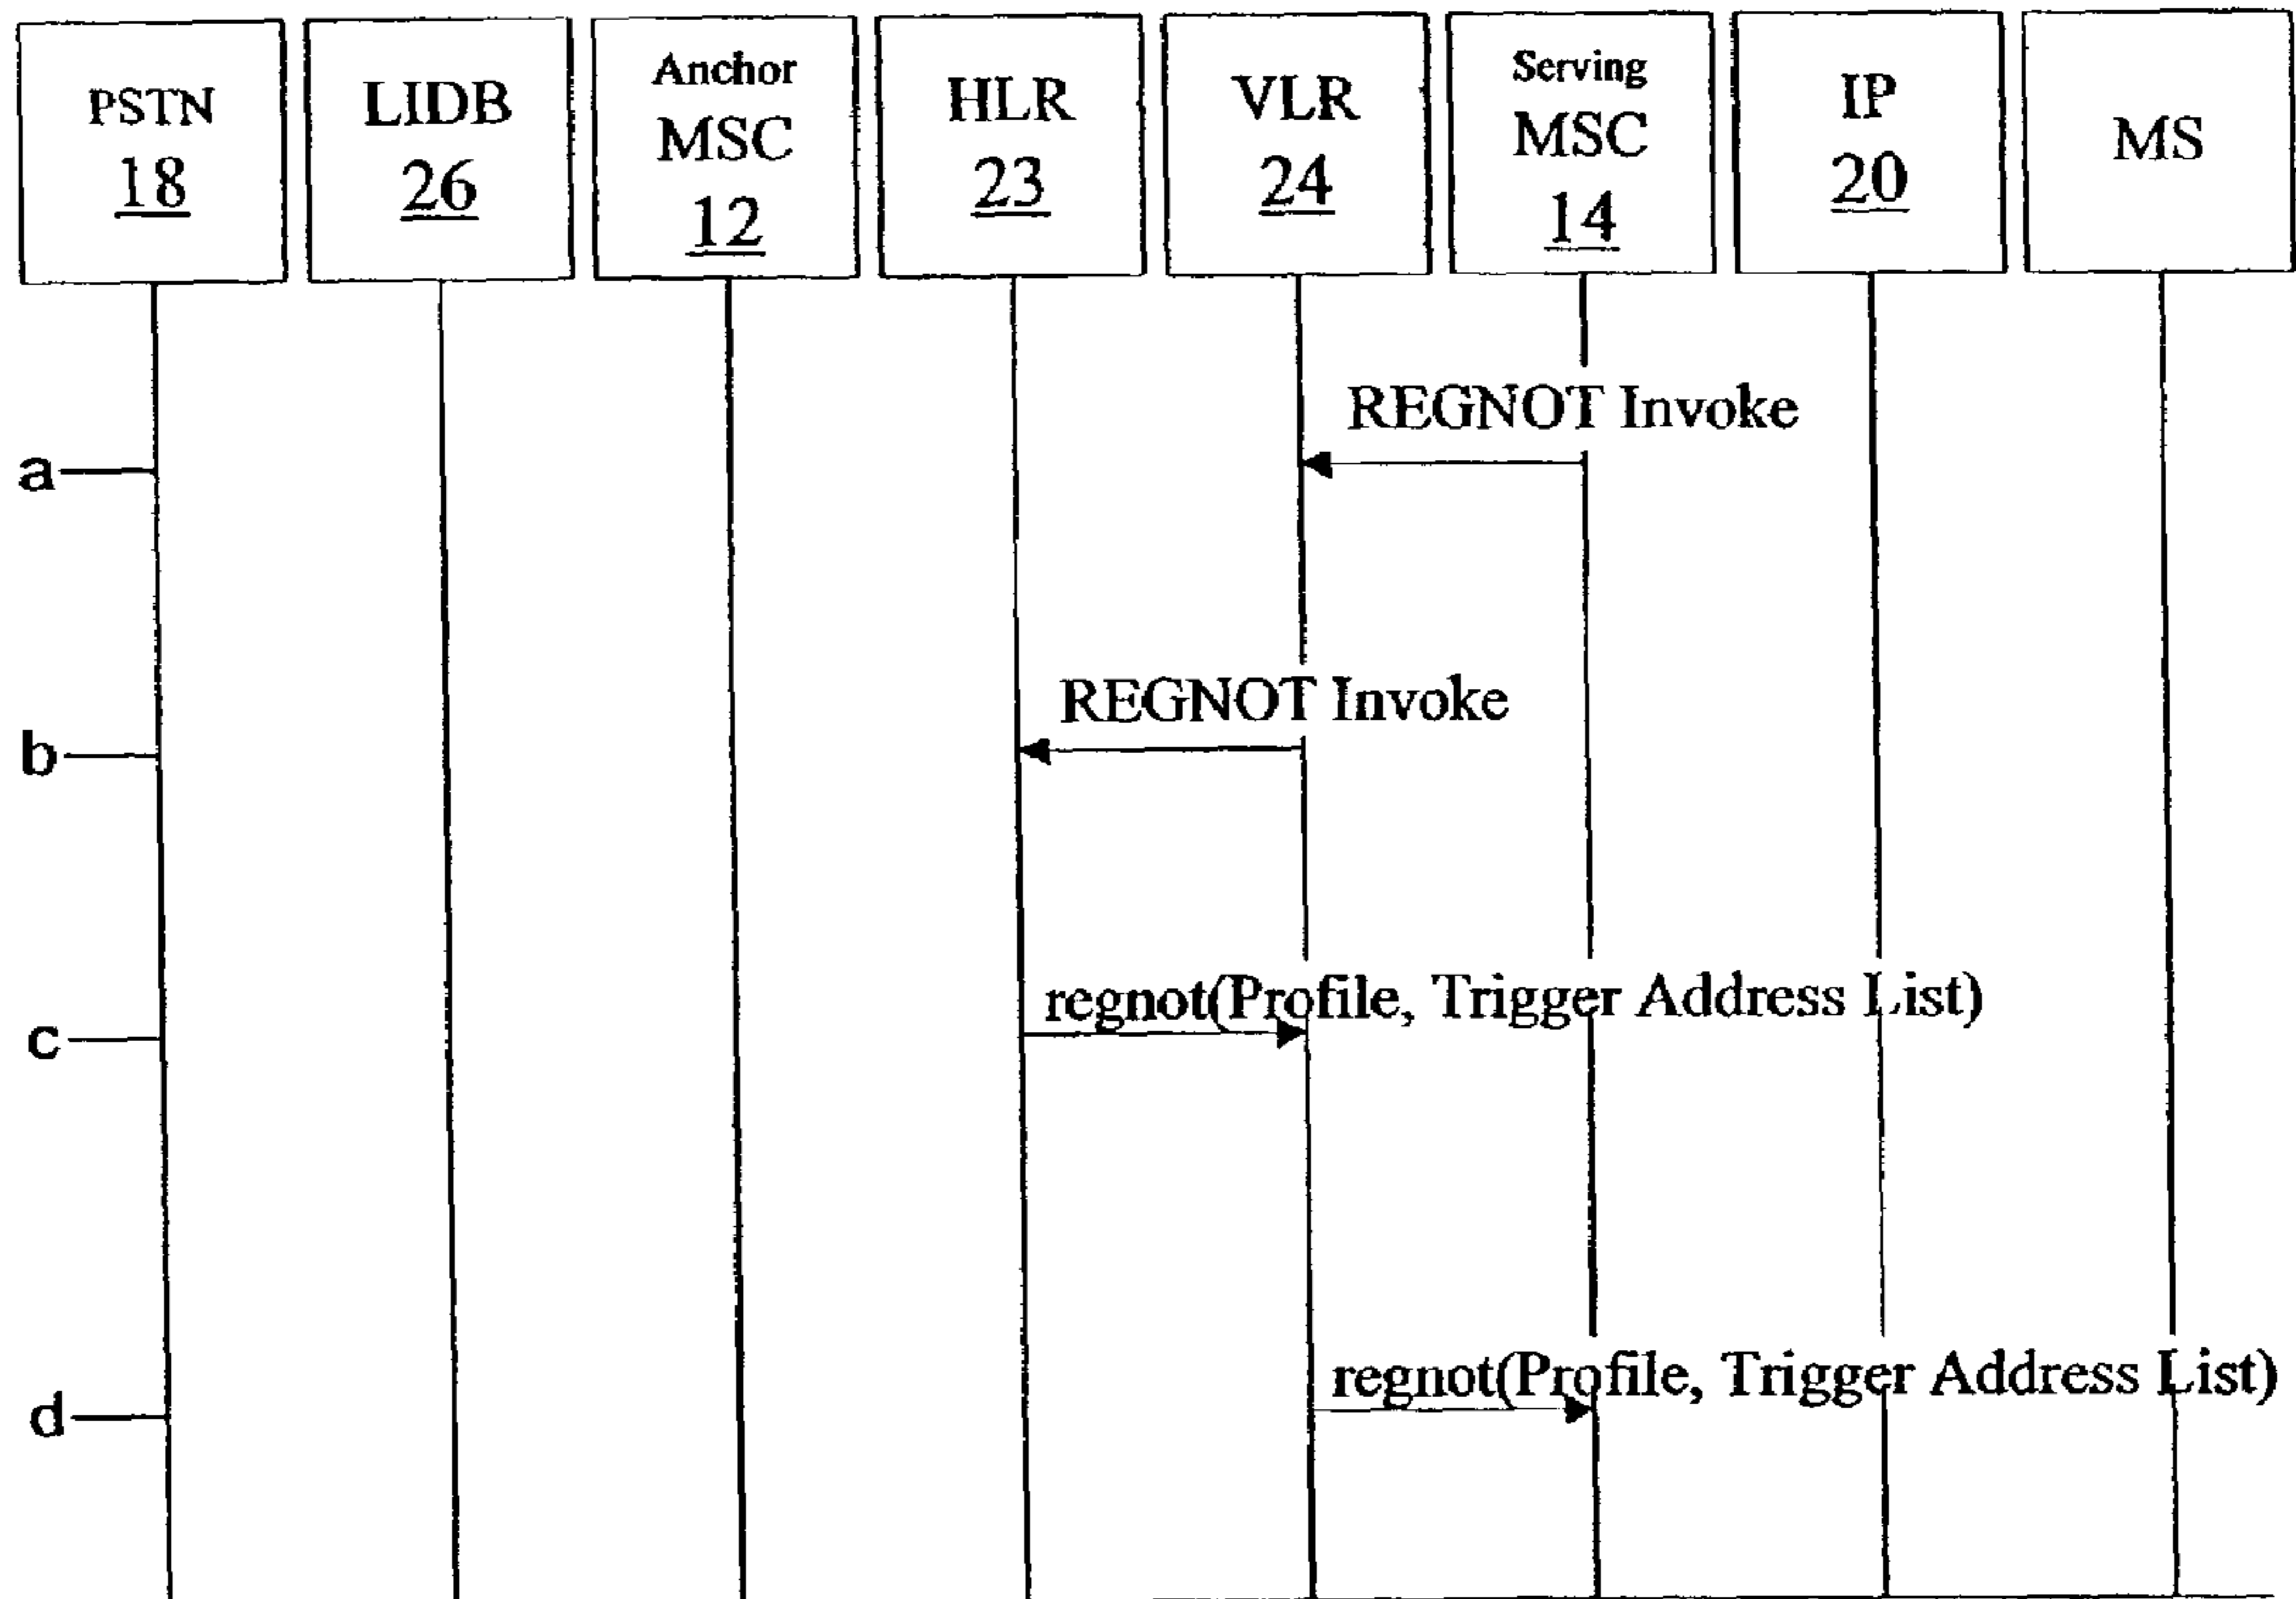 PSTN
18
LIDB
26
Anchor
MSC
12
HLR
23
VLR
24
Serving
MSC
14
IP
20
MS
REGNOT Invoke
a
REGNOT Invoke
b
regnot(Profile, Trigger Address List)
c
regnot(Profile, Trigger Address List)
d